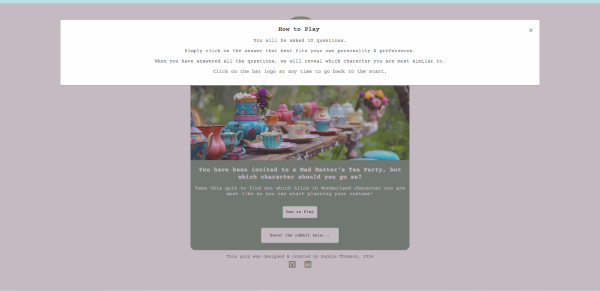 How to Play
x
You will be asked 10 questions.
Simply click on the answer that best fits your own personality & preferences.
When you have answered all the questions, we will reveal which character you are most similar to.
Click on the hat logo at any time to go back to the start.
You have been invited to a Mad Hatter's Tea Party, but
which character should you go as?
Take this quiz to find out which Alice in Wonderland character you are
most like so you can start planning your costume!
How to Play
Enter the rabbit hole...
This quiz was designed & created by Sophie Thomson, 2024